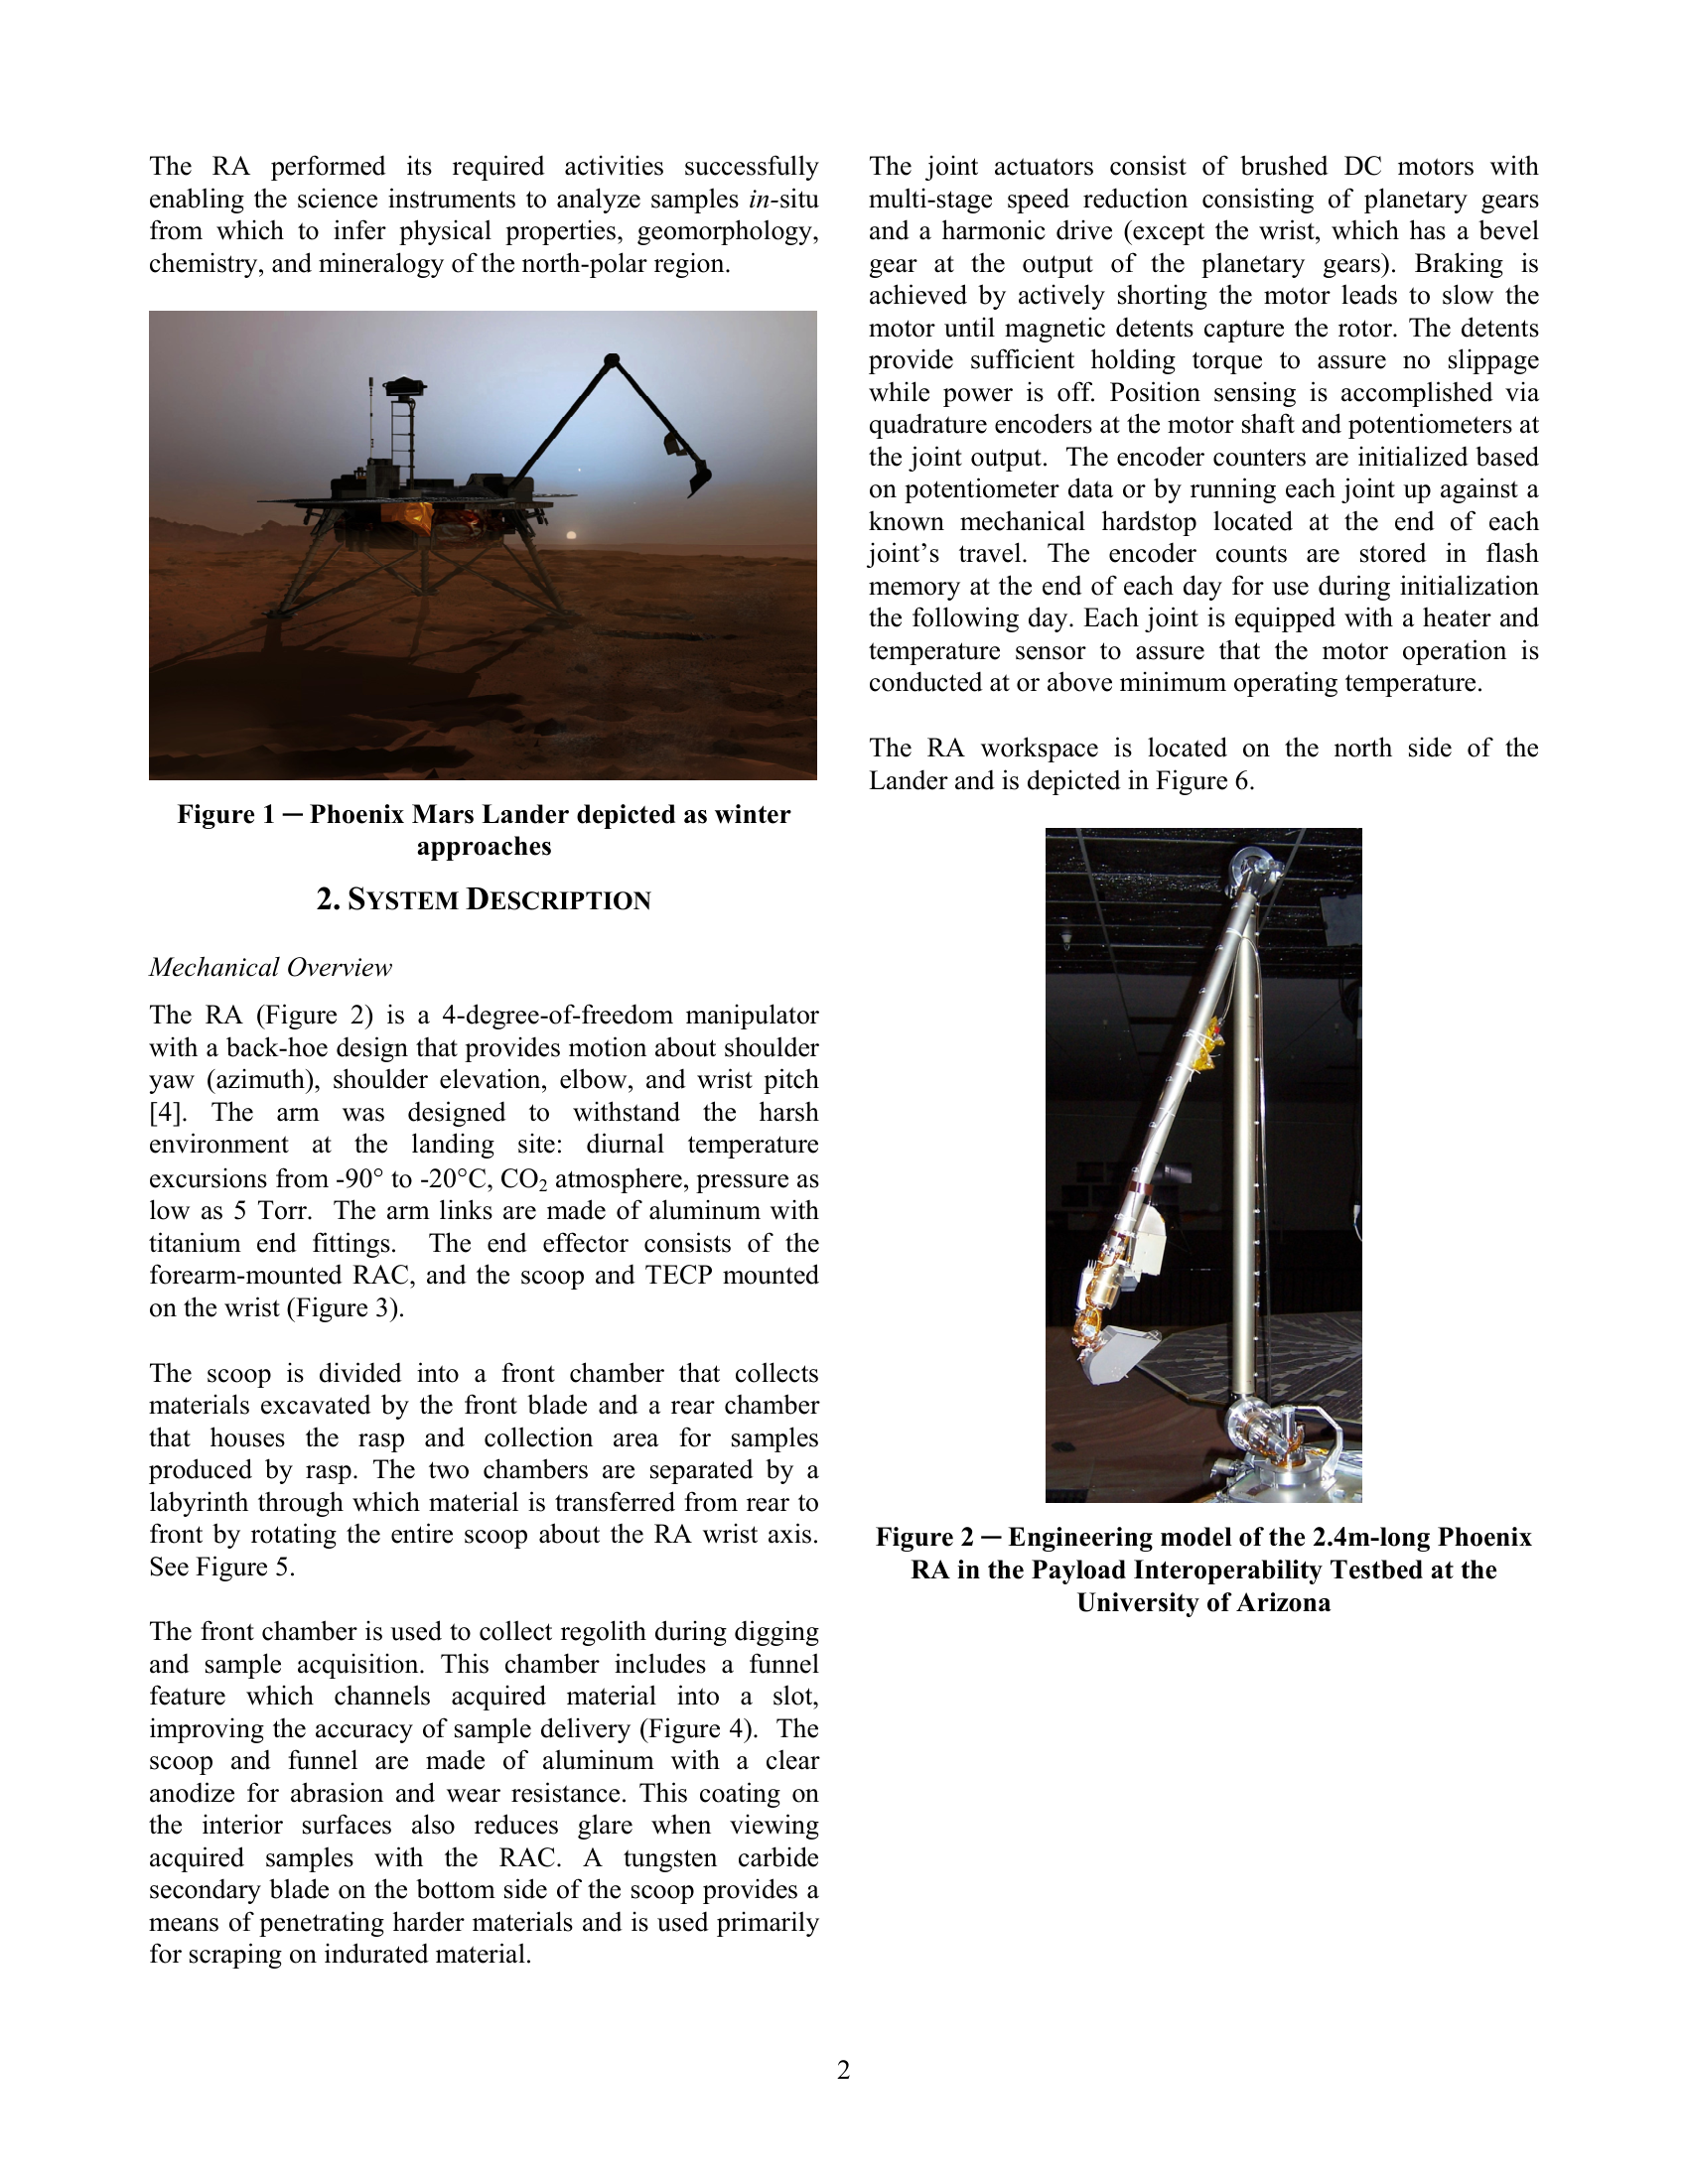 The RA performed its required activities successfully
enabling the science instruments to analyze samples in-situ
from which to infer physical properties, geomorphology,
chemistry, and mineralogy of the north-polar region.
Figure 1 — Phoenix Mars Lander depicted as winter
approaches
2. SYSTEM DESCRIPTION
Mechanical Overview
The RA (Figure 2) is a 4-degree-of-freedom manipulator
with a back-hoe design that provides motion about shoulder
yaw (azimuth), shoulder elevation, elbow, and wrist pitch
[4]. The arm was designed to withstand the harsh
environment at the landing site: diurnal temperature
excursions from -90° to -20°C, CO₂ atmosphere, pressure as
low as 5 Torr. The arm links are made of aluminum with
titanium end fittings. The end effector consists of the
forearm-mounted RAC, and the scoop and TECP mounted
on the wrist (Figure 3).
The scoop is divided into a front chamber that collects
materials excavated by the front blade and a rear chamber
that houses the rasp and collection area for samples
produced by rasp. The two chambers are separated by a
labyrinth through which material is transferred from rear to
front by rotating the entire scoop about the RA wrist axis.
See Figure 5.
The front chamber is used to collect regolith during digging
and sample acquisition. This chamber includes a funnel
feature which channels acquired material into a slot,
improving the accuracy of sample delivery (Figure 4). The
scoop and funnel are made of aluminum with a clear
anodize for abrasion and wear resistance. This coating on
the interior surfaces also reduces glare when viewing
acquired samples with the RAC. A tungsten carbide
secondary blade on the bottom side of the scoop provides a
means of penetrating harder materials and is used primarily
for scraping on indurated material.
The joint actuators consist of brushed DC motors with
multi-stage speed reduction consisting of planetary gears
and a harmonic drive (except the wrist, which has a bevel
gear at the output of the planetary gears). Braking is
achieved by actively shorting the motor leads to slow the
motor until magnetic detents capture the rotor. The detents
provide sufficient holding torque to assure no slippage
while power is off. Position sensing is accomplished via
quadrature encoders at the motor shaft and potentiometers at
the joint output. The encoder counters are initialized based
on potentiometer data or by running each joint up against a
known mechanical hardstop located at the end of each
joint’s travel. The encoder counts are stored in flash
memory at the end of each day for use during initialization
the following day. Each joint is equipped with a heater and
temperature sensor to assure that the motor operation is
conducted at or above minimum operating temperature.
The RA workspace is located on the north side of the
Lander and is depicted in Figure 6.
Figure 2 — Engineering model of the 2.4m-long Phoenix
RA in the Payload Interoperability Testbed at the
University of Arizona
2